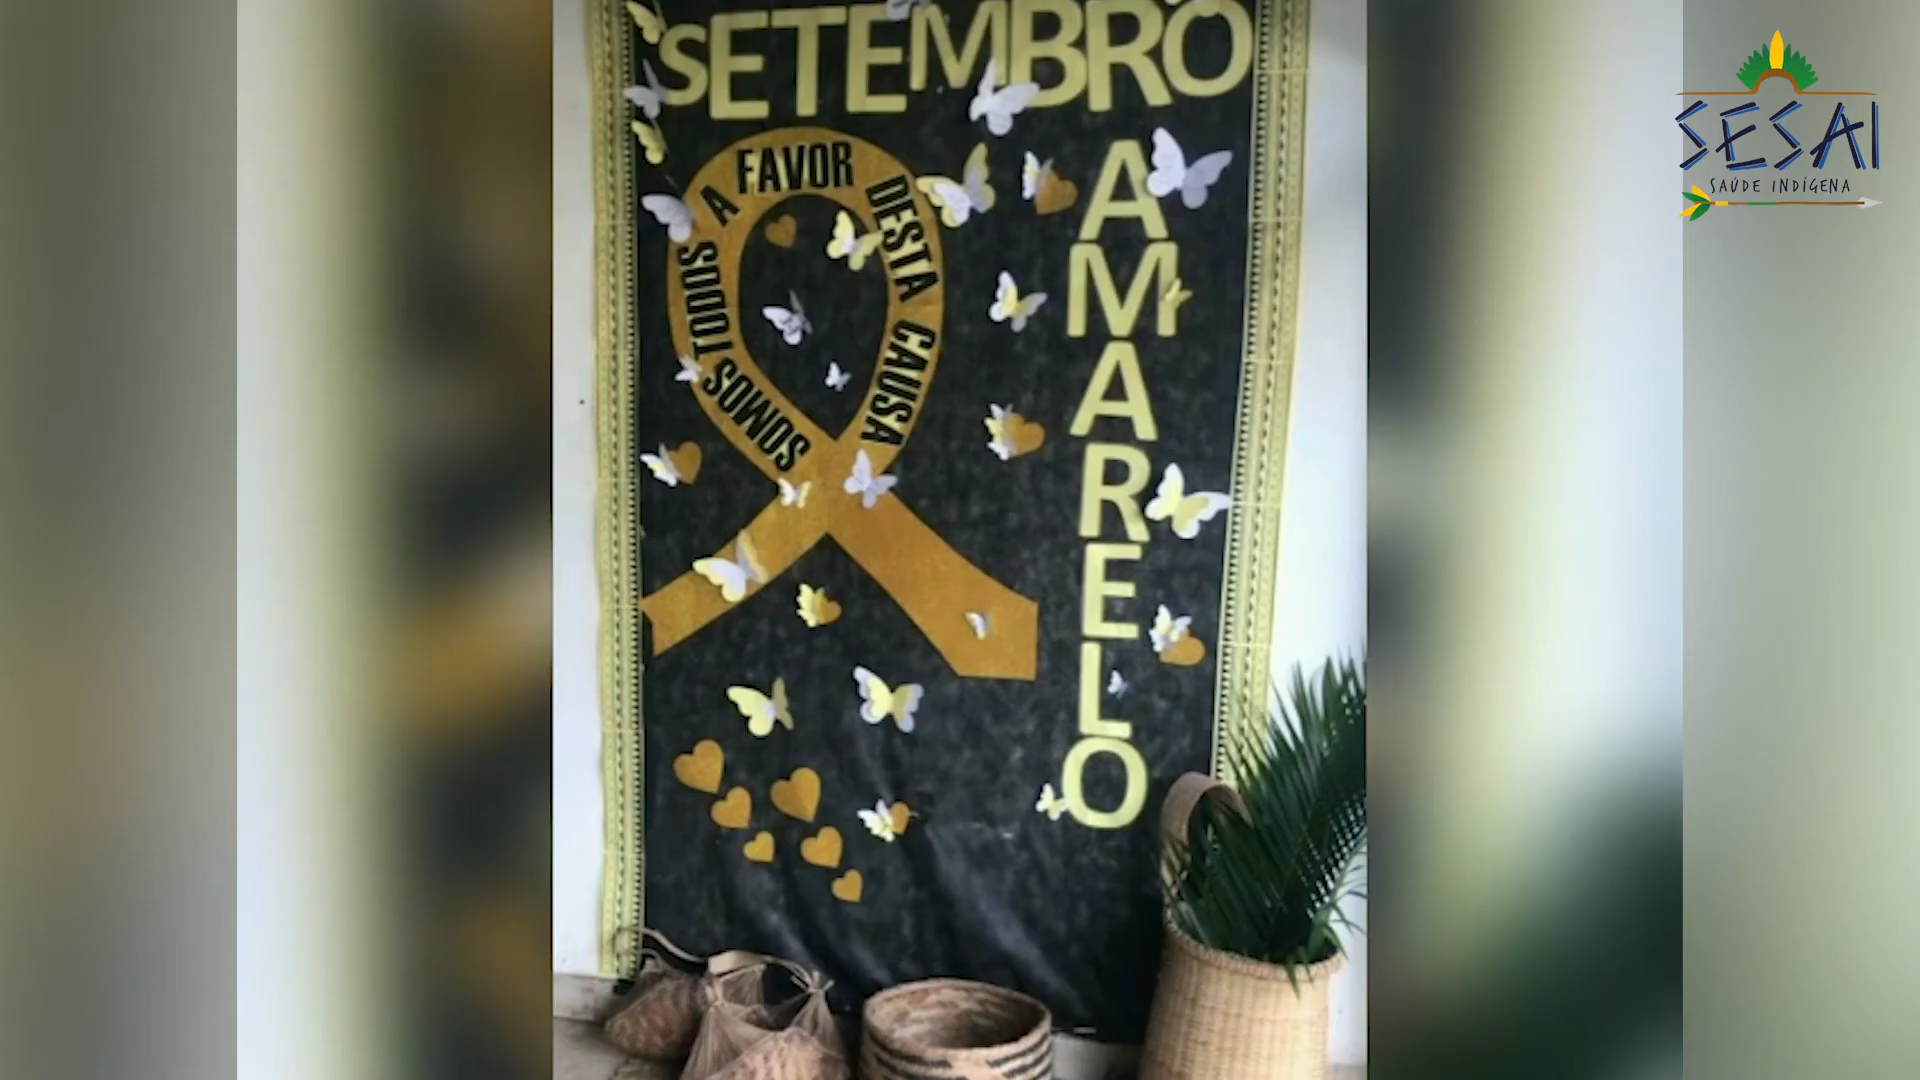 SETEMBRO
AMARELO
SOMOS TODOS A FAVOR DESTA CAUSA
SESAI
SAÚDE INDÍGENA